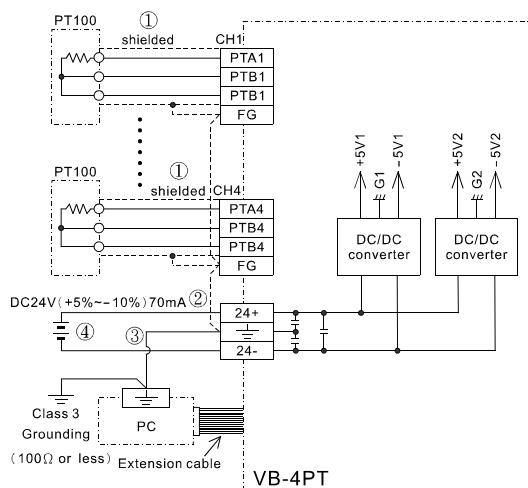 PT100
①
shielded
CH1
PTA1
PTB1
PTB1
FG
PT100
①
shielded
CH4
PTA4
PTB4
PTB4
FG
+5V1
G1
-5V1
+5V2
G2
-5V2
DC/DC
converter
DC/DC
converter
DC24V(+5%~-10%)70mA
②
24+
24-
③
④
Class 3
Grounding
(100Ω or less)
PC
Extension cable
VB-4PT